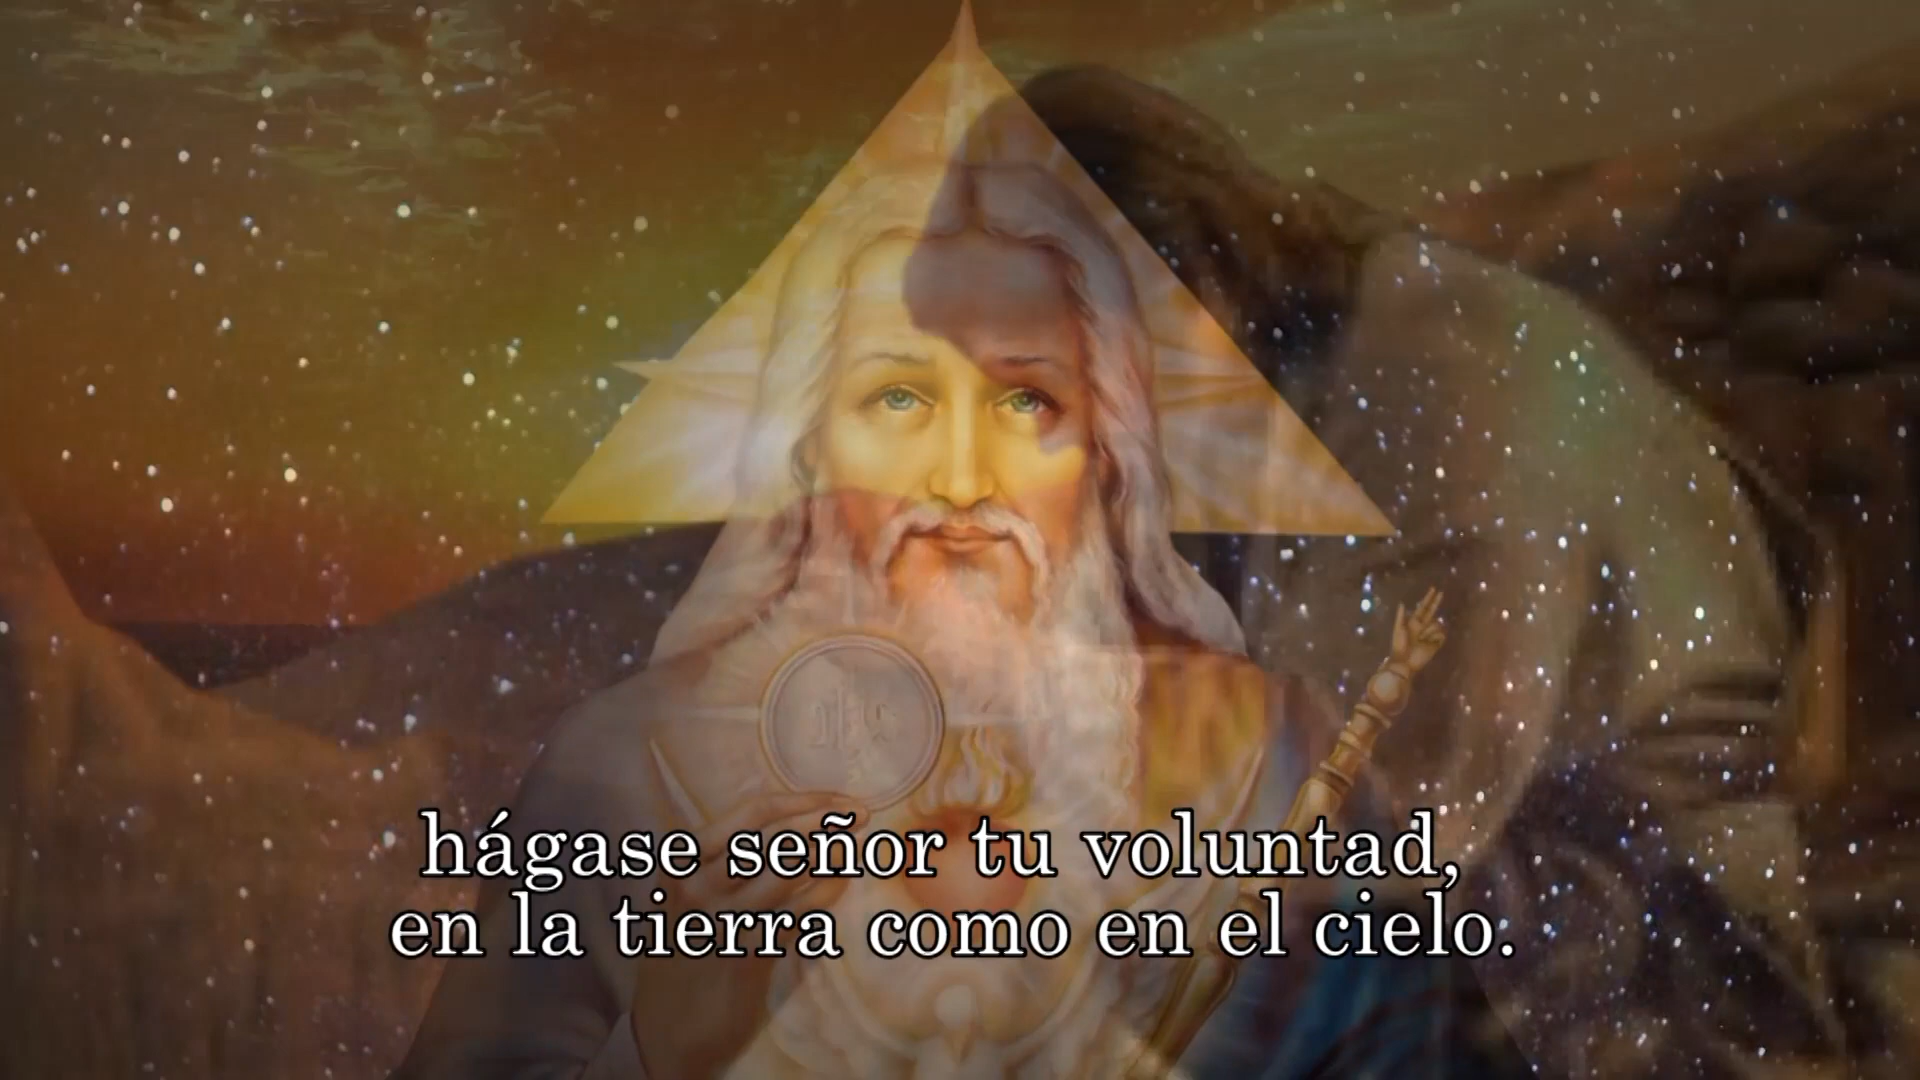 hágase señor tu voluntad,
en la tierra como en el cielo.